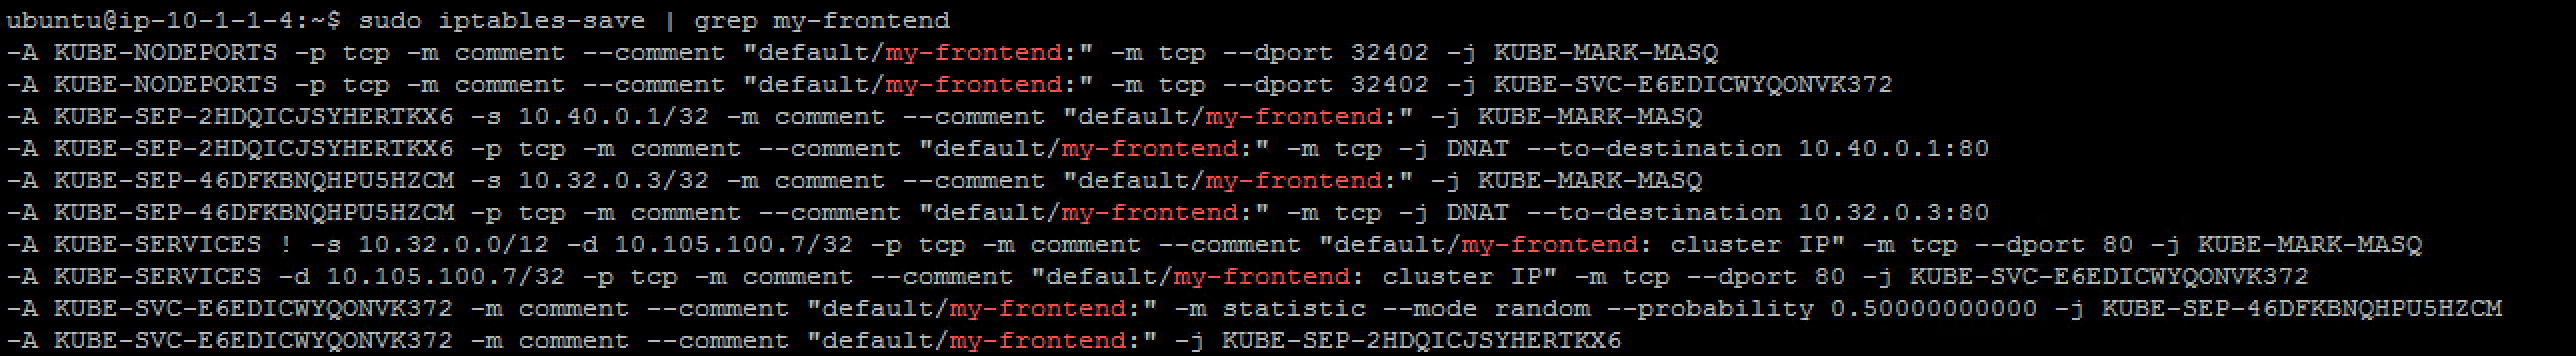 ubuntu@ip-10-1-1-4:~$ sudo iptables-save | grep my-frontend
-A KUBE-NODEPORTS -p tcp -m comment --comment "default/my-frontend:" -m tcp --dport 32402 -j KUBE-MARK-MASQ
-A KUBE-NODEPORTS -p tcp -m comment --comment "default/my-frontend:" -m tcp --dport 32402 -j KUBE-SVC-E6EDICWYQONVK372
-A KUBE-SEP-2HDQICJSYHERTKX6 -s 10.40.0.1/32 -m comment --comment "default/my-frontend:" -j KUBE-MARK-MASQ
-A KUBE-SEP-2HDQICJSYHERTKX6 -p tcp -m comment --comment "default/my-frontend:" -m tcp -j DNAT --to-destination 10.40.0.1:80
-A KUBE-SEP-46DFKBNQHPU5HZCM -s 10.32.0.3/32 -m comment --comment "default/my-frontend:" -j KUBE-MARK-MASQ
-A KUBE-SEP-46DFKBNQHPU5HZCM -p tcp -m comment --comment "default/my-frontend:" -m tcp -j DNAT --to-destination 10.32.0.3:80
-A KUBE-SERVICES ! -s 10.32.0.0/12 -d 10.105.100.7/32 -p tcp -m comment --comment "default/my-frontend: cluster IP" -m tcp --dport 80 -j KUBE-MARK-MASQ
-A KUBE-SERVICES -d 10.105.100.7/32 -p tcp -m comment --comment "default/my-frontend: cluster IP" -m tcp --dport 80 -j KUBE-SVC-E6EDICWYQONVK372
-A KUBE-SVC-E6EDICWYQONVK372 -m comment --comment "default/my-frontend:" -m statistic --mode random --probability 0.50000000000 -j KUBE-SEP-46DFKBNQHPU5HZCM
-A KUBE-SVC-E6EDICWYQONVK372 -m comment --comment "default/my-frontend:" -j KUBE-SEP-2HDQICJSYHERTKX6